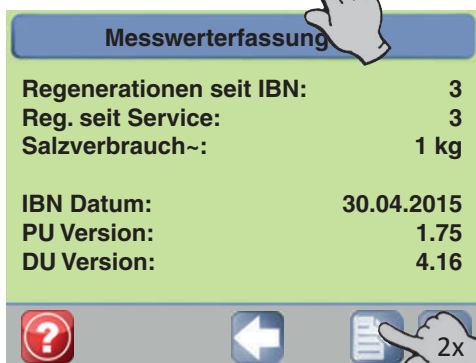 Messwerterfassung
Regenerationen seit IBN: 3
Reg. seit Service: 3
Salzverbrauch~: 1 kg
IBN Datum: 30.04.2015
PU Version: 1.75
DU Version: 4.16
? 2x